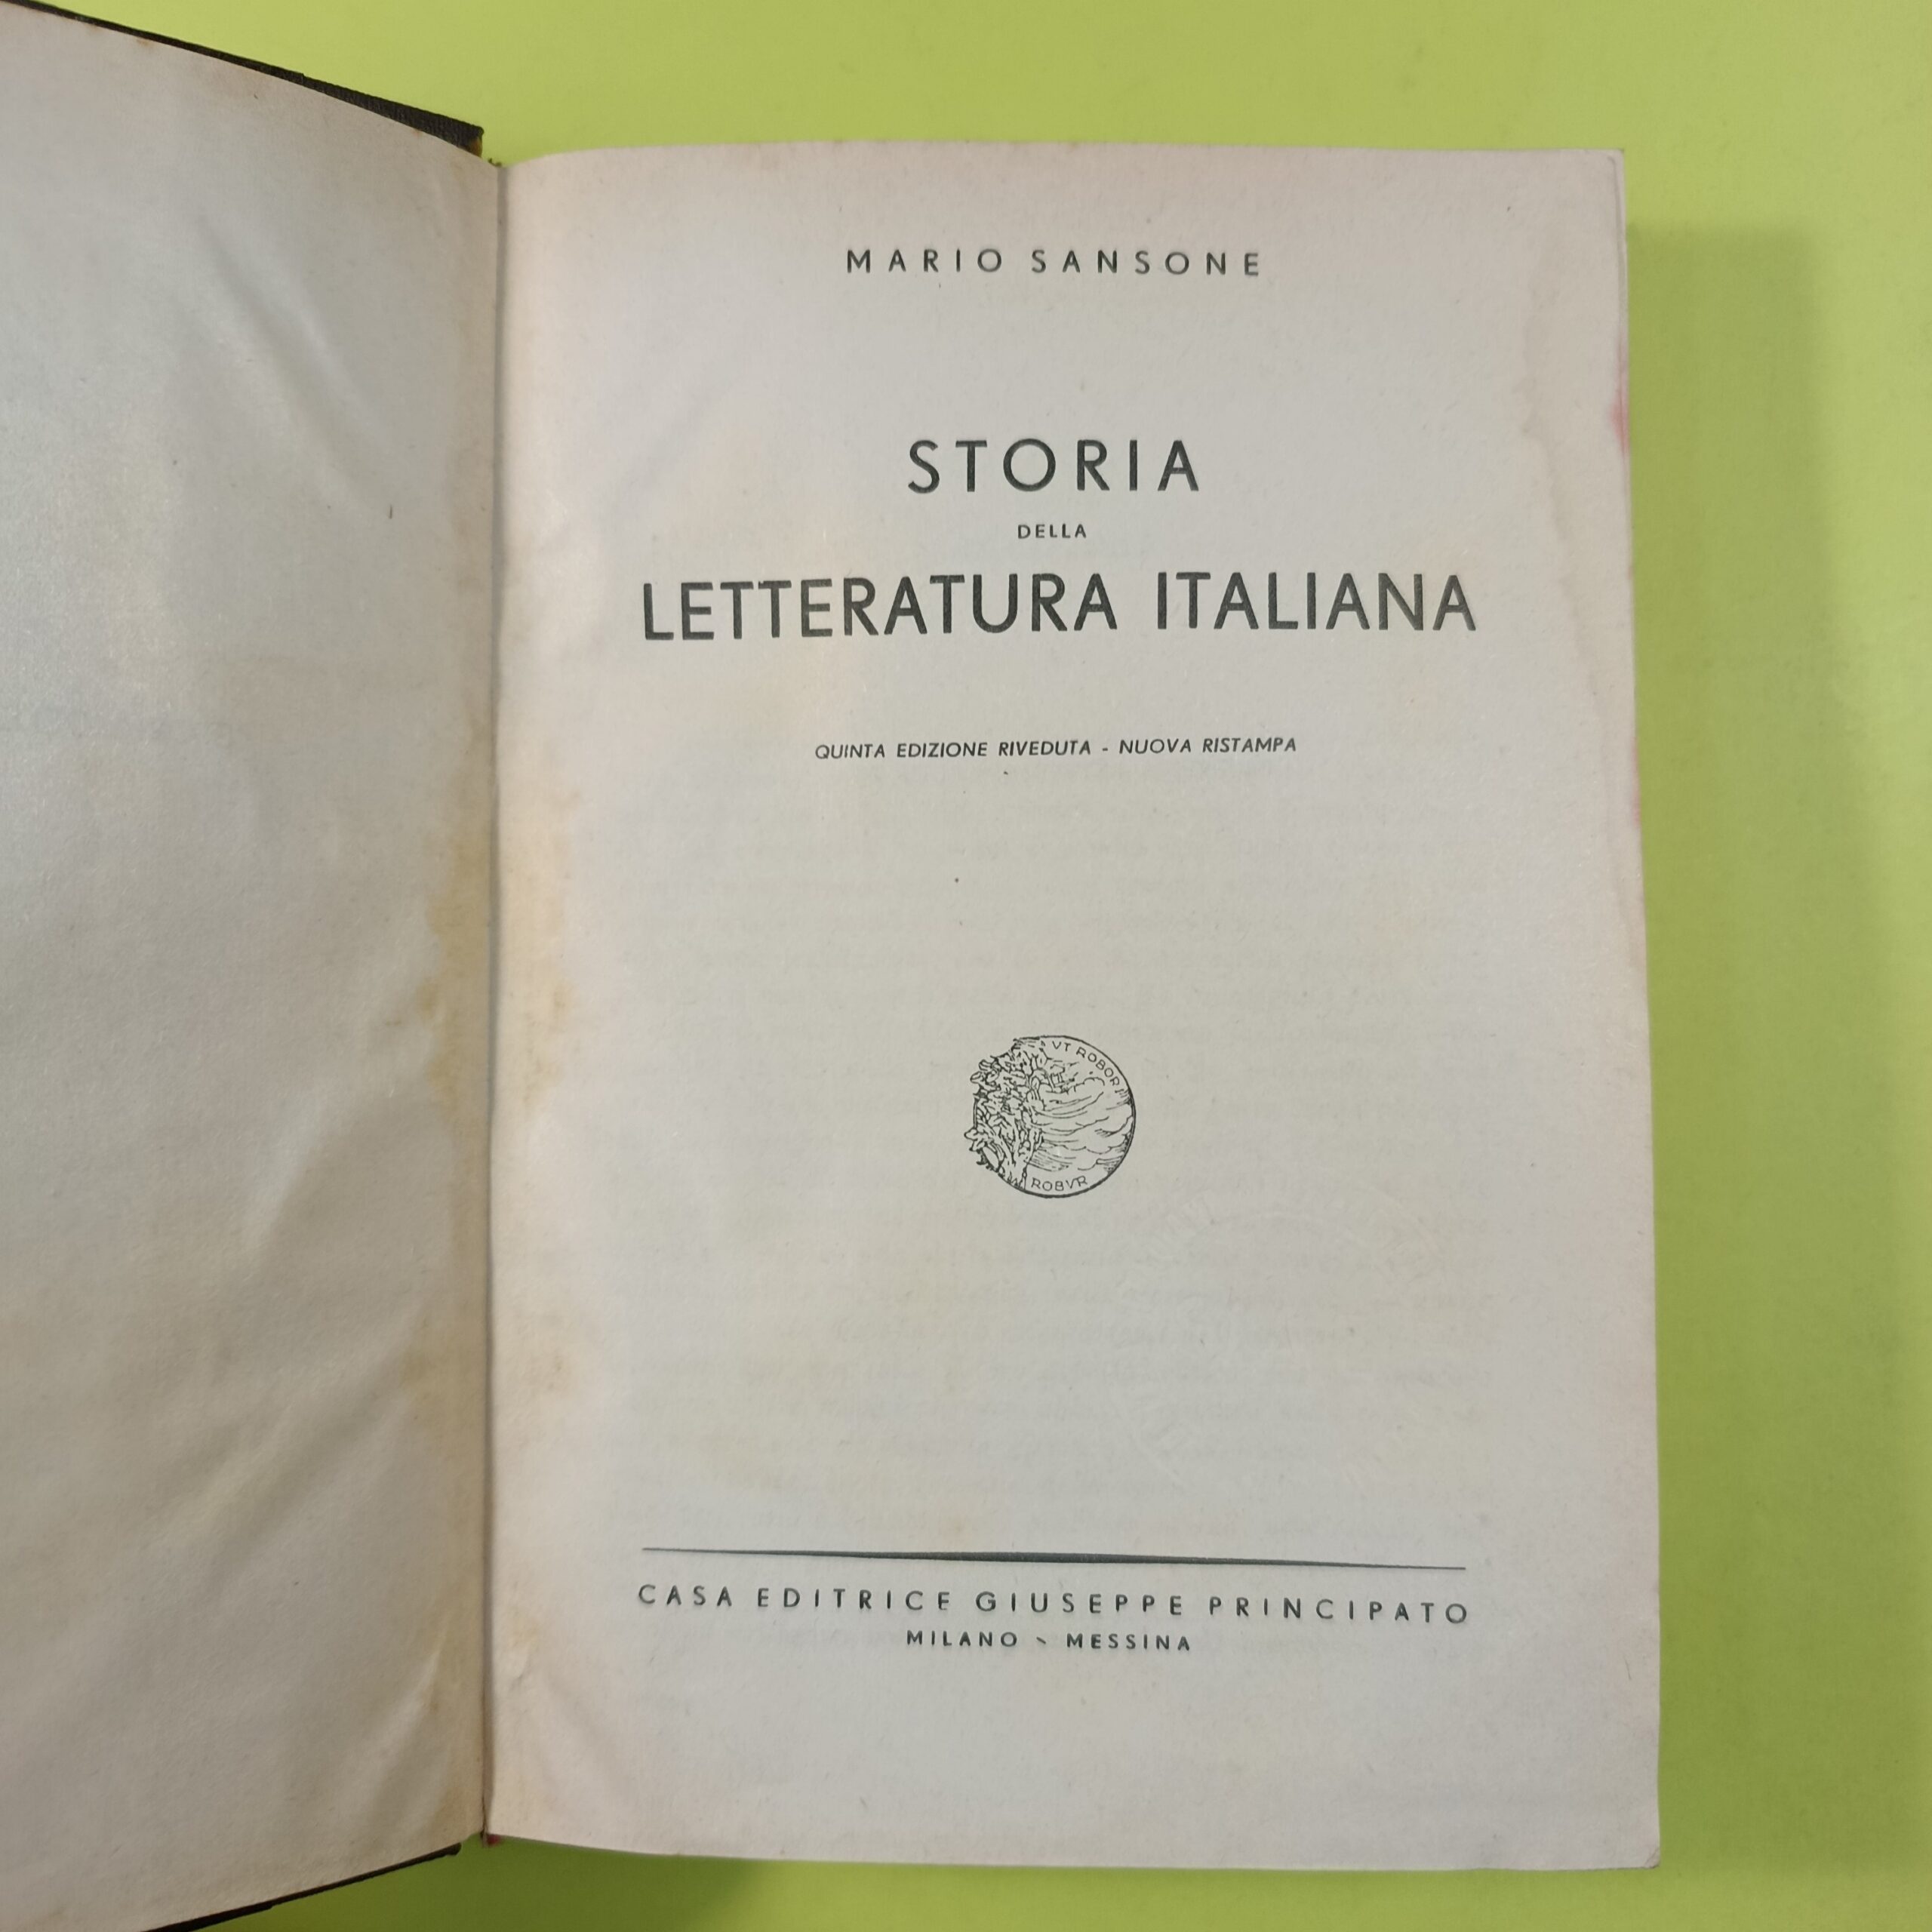 MARIO SANSONE
STORIA
DELLA
LETTERATURA ITALIANA
QUINTA EDIZIONE RIVEDUTA - NUOVA RISTAMPA
VT ROBOR
ROBVR
CASA EDITRICE GIUSEPPE PRINCIPATO
MILANO - MESSINA